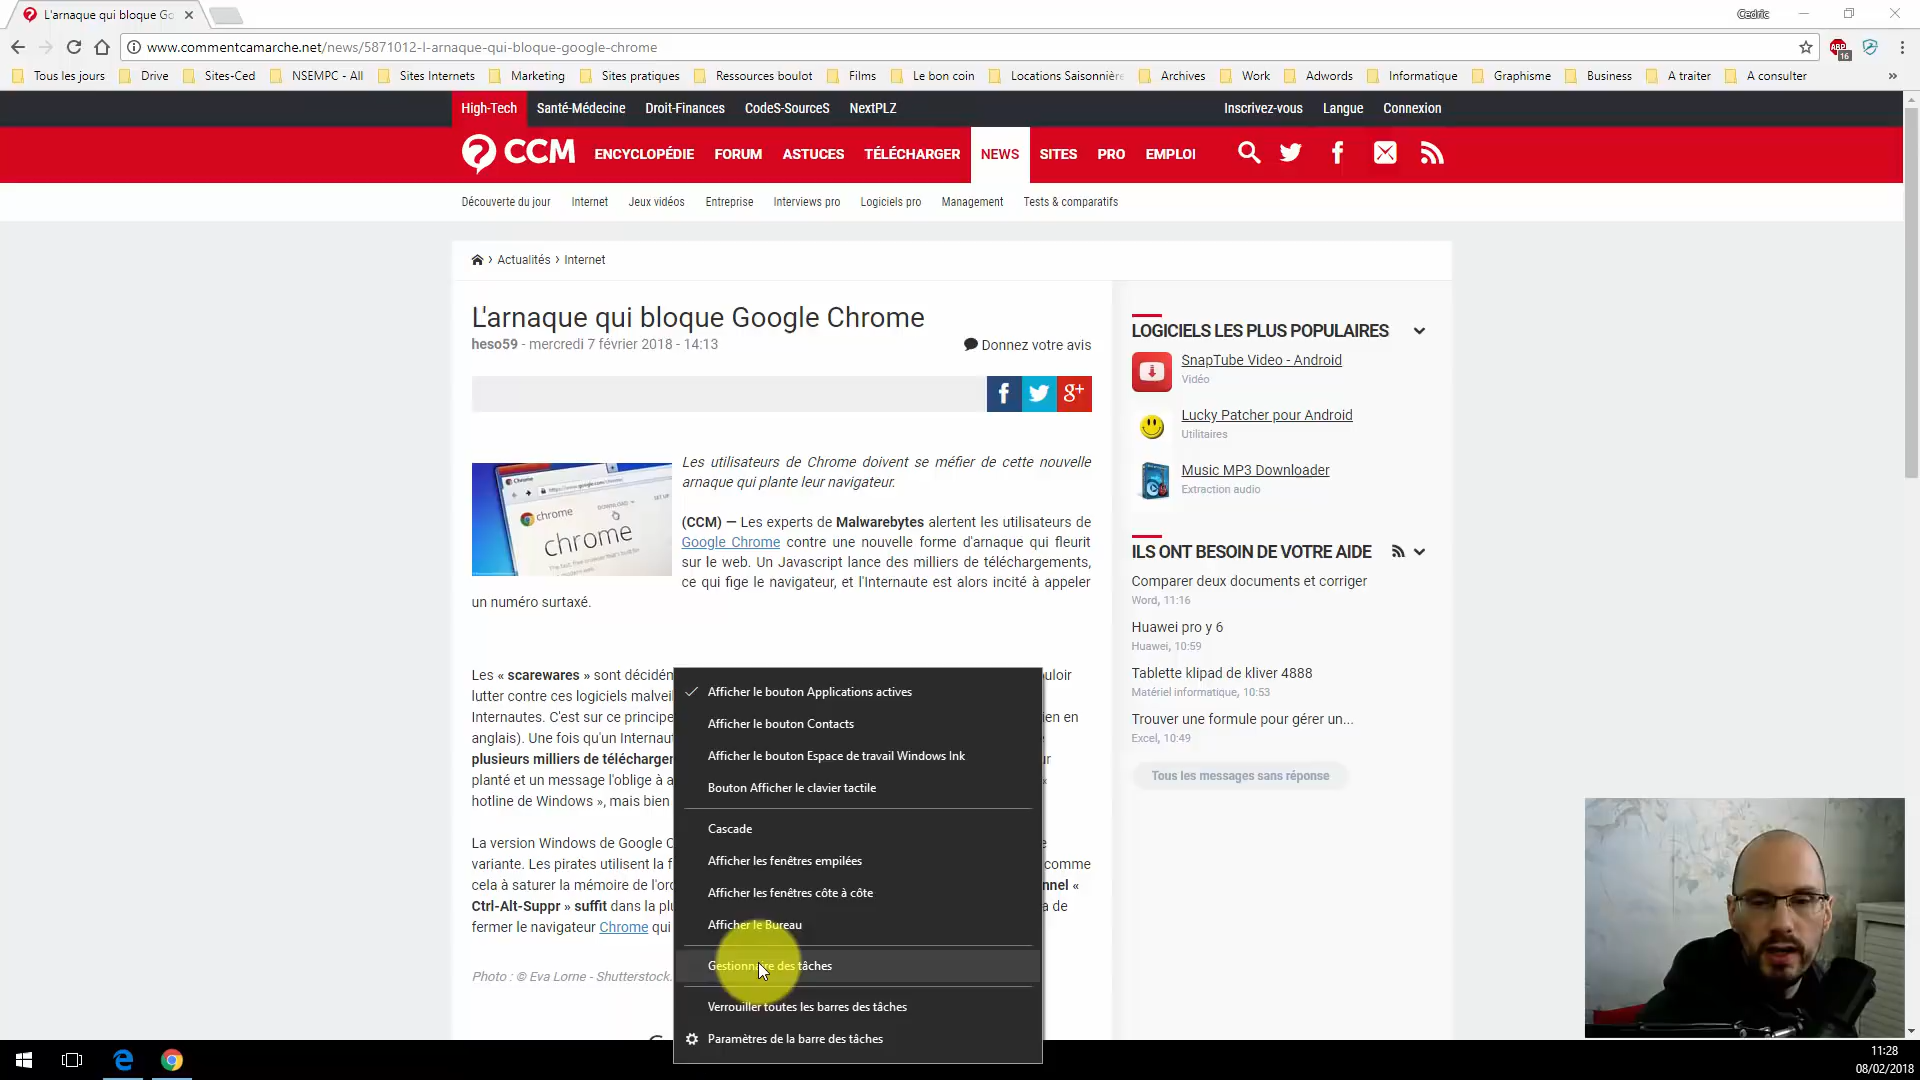 L'arnaque qui bloque Go
Cedric
www.commentcamarche.net/news/5871012-l-arnaque-qui-bloque-google-chrome
ABP
16
Tous les jours
Drive
Sites-Ced
NSEMPC - All
Sites Internets
Marketing
Sites pratiques
Ressources boulot
Films
Le bon coin
Locations Saisonnièr
Archives
Work
Adwords
Informatique
Graphisme
Business
A traiter
A consulter
»
High-Tech
Santé-Médecine
Droit-Finances
CodeS-SourceS
NextPLZ
Inscrivez-vous
Langue
Connexion
CCM
ENCYCLOPÉDIE
FORUM
ASTUCES
TÉLÉCHARGER
NEWS
SITES
PRO
EMPLOI
Découverte du jour
Internet
Jeux vidéos
Entreprise
Interviews pro
Logiciels pro
Management
Tests & comparatifs
› Actualités › Internet
L'arnaque qui bloque Google Chrome
heso59 - mercredi 7 février 2018 - 14:13
Donnez votre avis
Chrome
chrome
chrome
Les utilisateurs de Chrome doivent se méfier de cette nouvelle
arnaque qui plante leur navigateur.
(CCM) — Les experts de Malwarebytes alertent les utilisateurs de
Google Chrome contre une nouvelle forme d'arnaque qui fleurit
sur le web. Un Javascript lance des milliers de téléchargements,
ce qui fige le navigateur, et l'Internaute est alors incité à appeler
un numéro surtaxé.
Les « scarewares » sont décidém
uloir
lutter contre ces logiciels malveil
Internautes. C'est sur ce principe
ien en
anglais). Une fois qu'un Internau
plusieurs milliers de télécharger
planté et un message l'oblige à a
hotline de Windows », mais bien
La version Windows de Google C
variante. Les pirates utilisent la f
comme
cela à saturer la mémoire de l'ord
nnel «
Ctrl-Alt-Suppr » suffit dans la plu
a de
fermer le navigateur Chrome qui
Photo : © Eva Lorne - Shutterstock.
LOGICIELS LES PLUS POPULAIRES
SnapTube Video - Android
Vidéo
Lucky Patcher pour Android
Utilitaires
Music MP3 Downloader
Extraction audio
ILS ONT BESOIN DE VOTRE AIDE
Comparer deux documents et corriger
Word, 11:16
Huawei pro y 6
Huawei, 10:59
Tablette klipad de kliver 4888
Matériel informatique, 10:53
Trouver une formule pour gérer un...
Excel, 10:49
Tous les messages sans réponse
Afficher le bouton Applications actives
Afficher le bouton Contacts
Afficher le bouton Espace de travail Windows Ink
Bouton Afficher le clavier tactile
Cascade
Afficher les fenêtres empilées
Afficher les fenêtres côte à côte
Afficher le Bureau
Gestionnaire des tâches
Verrouiller toutes les barres des tâches
Paramètres de la barre des tâches
11:28
08/02/2018